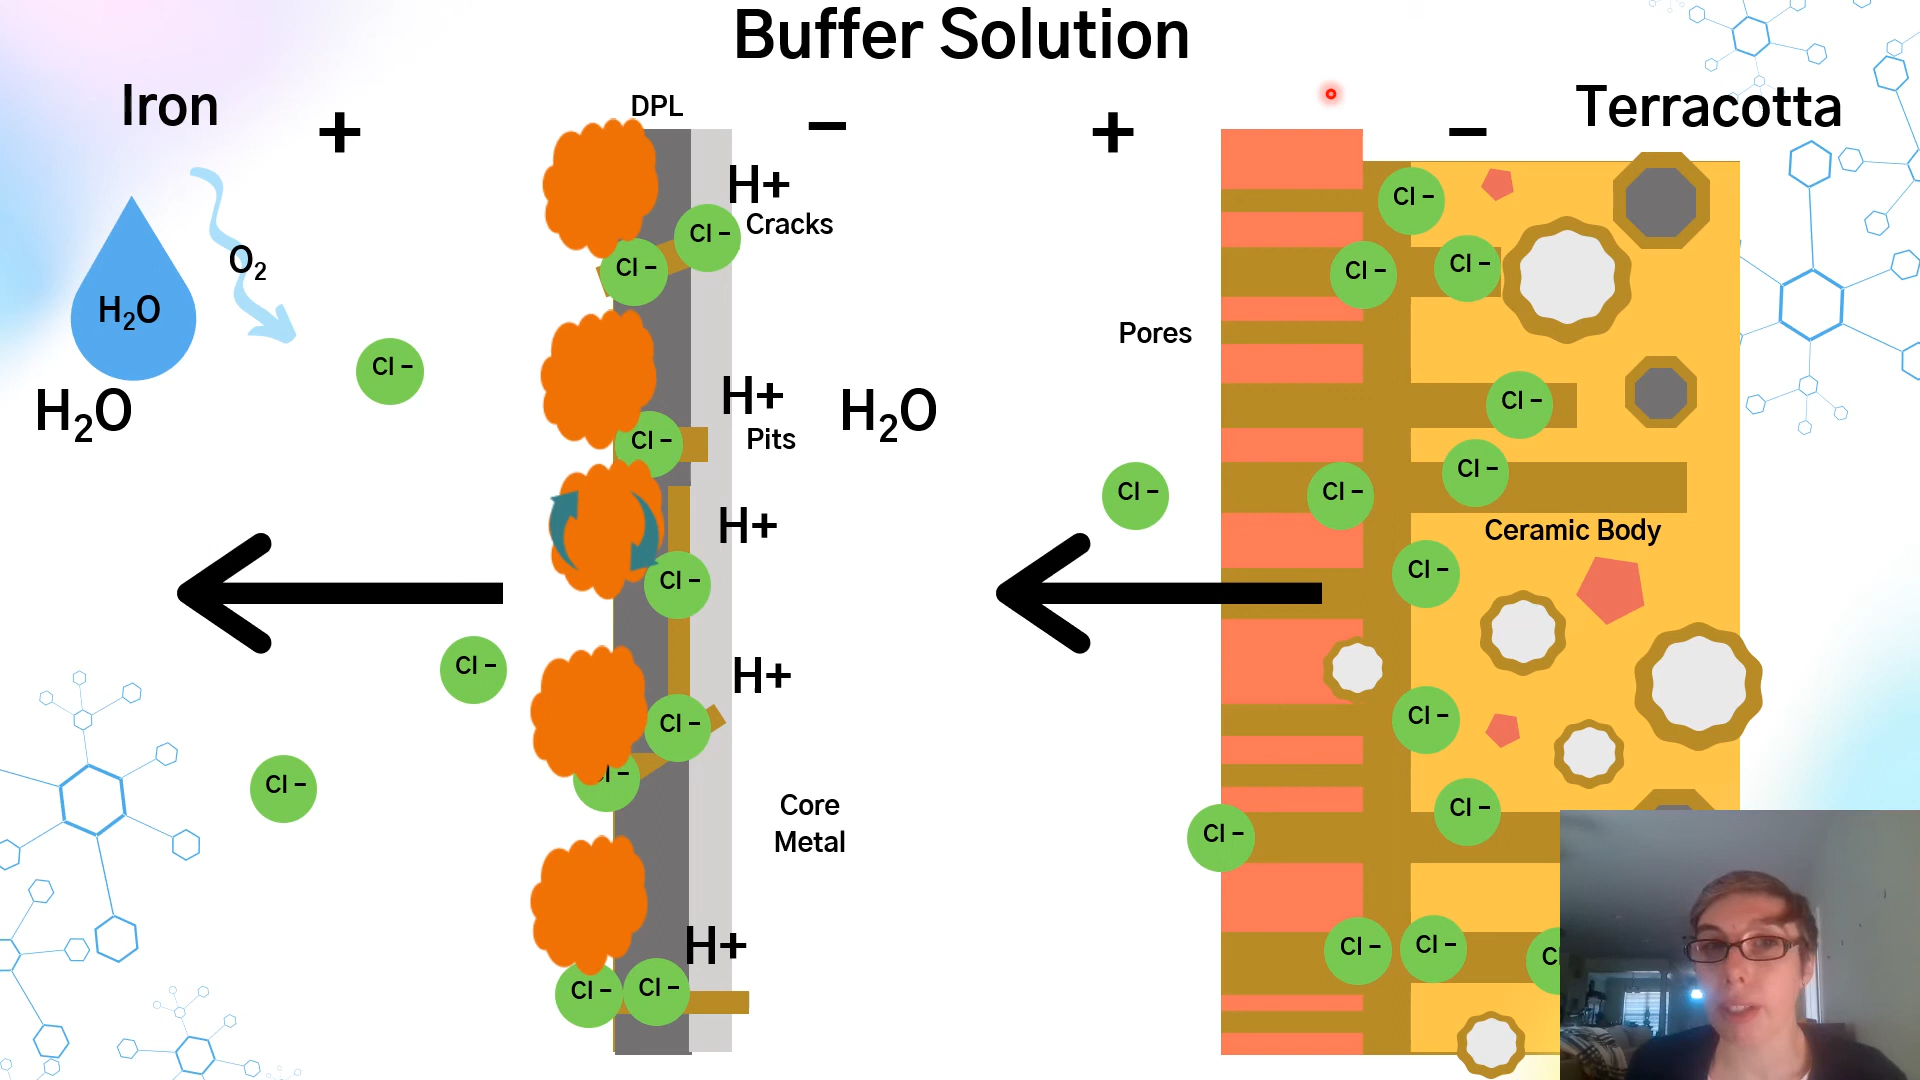 Buffer Solution
Iron
+
DPL
−
+
−
Terracotta
H+
Cracks
Cl −
Cl −
O₂
H₂O
Cl −
H₂O
H+
Pits
Cl −
H₂O
H+
Cl −
H+
Cl −
Cl −
Cl −
Cl −
Core
Metal
H+
Cl −
Cl −
Pores
Cl −
Cl −
Cl −
Cl −
Cl −
Cl −
Cl −
Ceramic Body
Cl −
Cl −
Cl −
Cl −
Cl −
Cl −